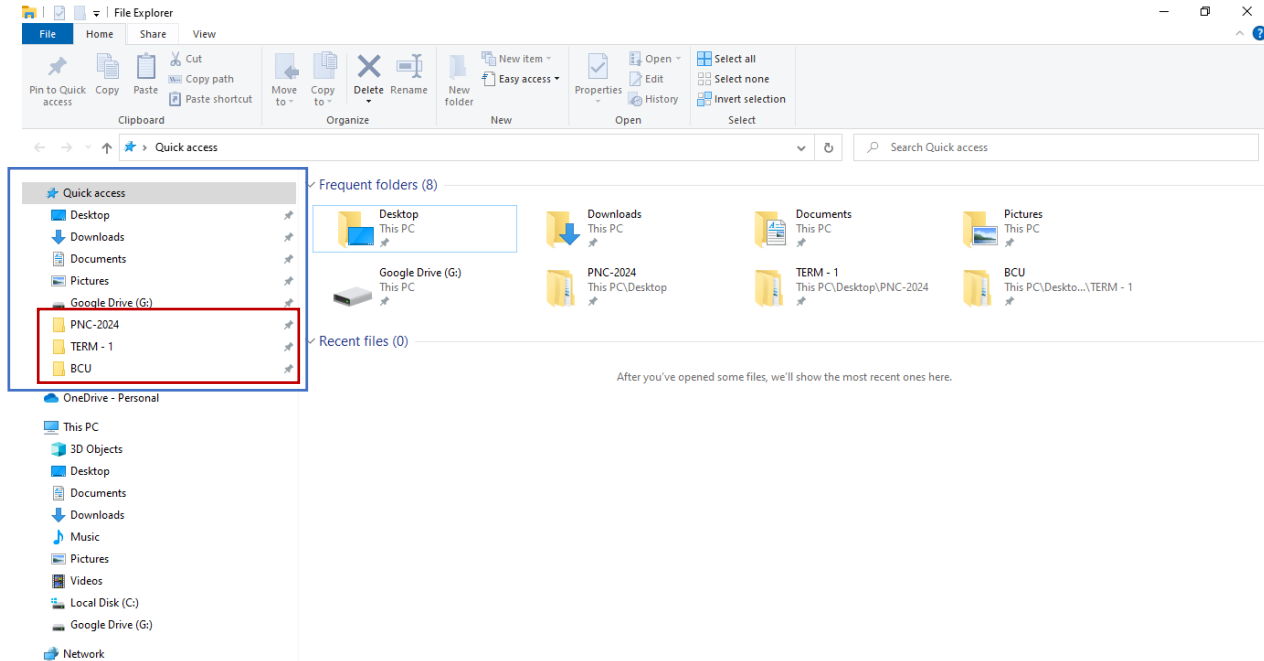 File Explorer
File Home Share View
Pin to Quick access
Copy
Paste
Cut
Copy path
Paste shortcut
Clipboard
Move to
Copy to
Delete
Rename
Organize
New folder
New item
Easy access
New
Properties
Open
Edit
History
Open
Select all
Select none
Invert selection
Select
Quick access
Search Quick access
Quick access
Desktop
Downloads
Documents
Pictures
Google Drive (G:)
PNC-2024
TERM - 1
BCU
OneDrive - Personal
This PC
3D Objects
Desktop
Documents
Downloads
Music
Pictures
Videos
Local Disk (C:)
Google Drive (G:)
Network
Frequent folders (8)
Desktop
This PC
Downloads
This PC
Documents
This PC
Pictures
This PC
Google Drive (G:)
This PC
PNC-2024
This PC\Desktop
TERM - 1
This PC\Desktop\PNC-2024
BCU
This PC\Deskto...\TERM - 1
Recent files (0)
After you've opened some files, we'll show the most recent ones here.